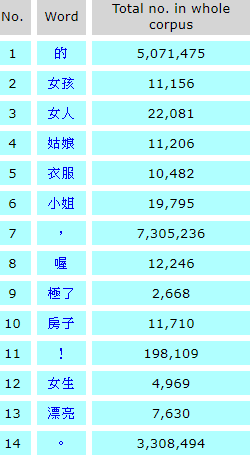 No. Word Total no. in whole
corpus
1 的 5,071,475
2 女孩 11,156
3 女人 22,081
4 姑娘 11,206
5 衣服 10,482
6 小姐 19,795
7 , 7,305,236
8 喔 12,246
9 極了 2,668
10 房子 11,710
11 ! 198,109
12 女生 4,969
13 漂亮 7,630
14 。 3,308,494